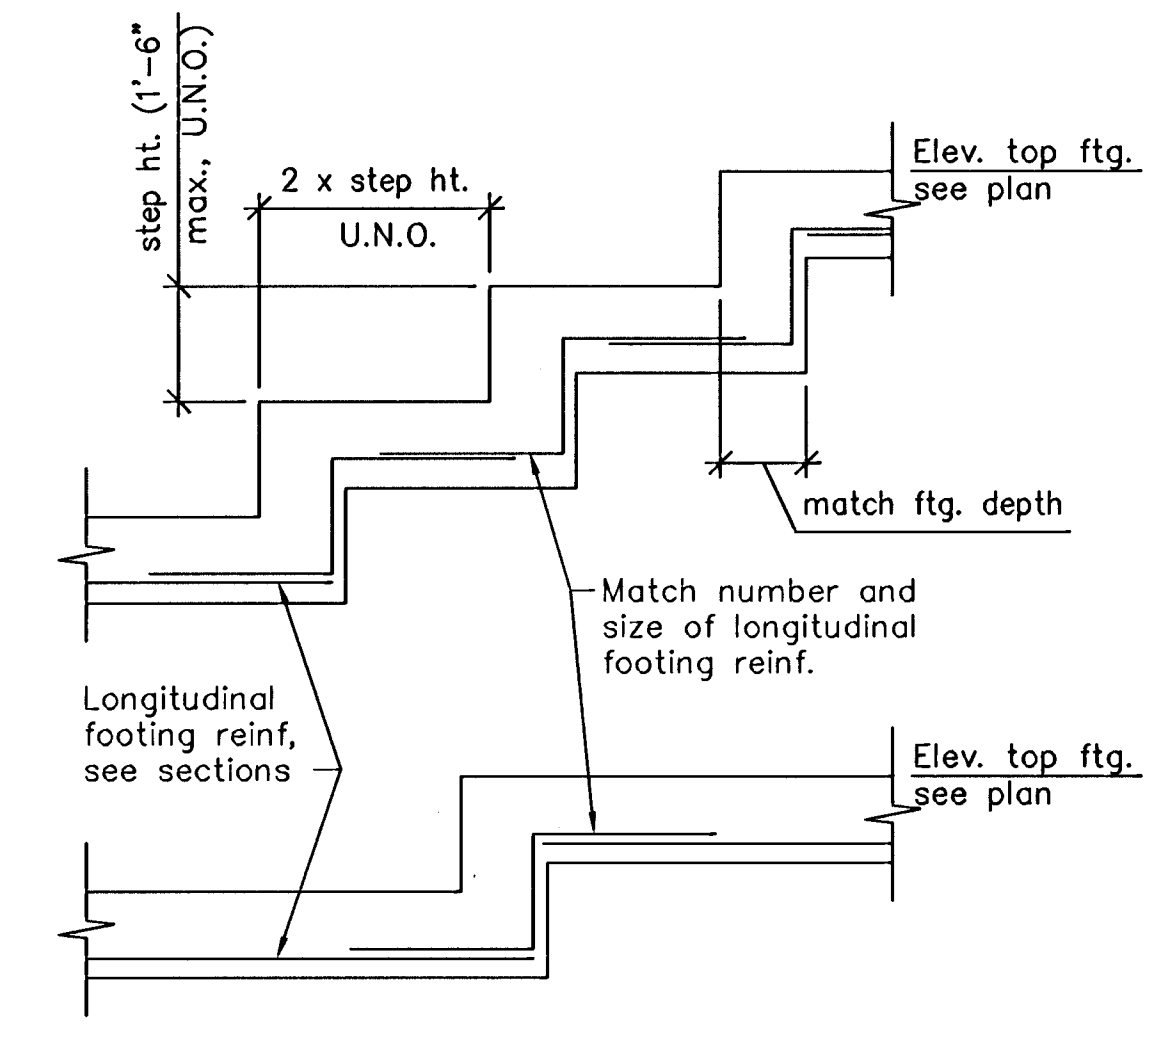 step ht. (1'-6"
max., U.N.O.)
2 x step ht.
U.N.O.
Elev. top ftg.
see plan
match ftg. depth
Match number and
size of longitudinal
footing reinf.
Longitudinal
footing reinf,
see sections
Elev. top ftg.
see plan